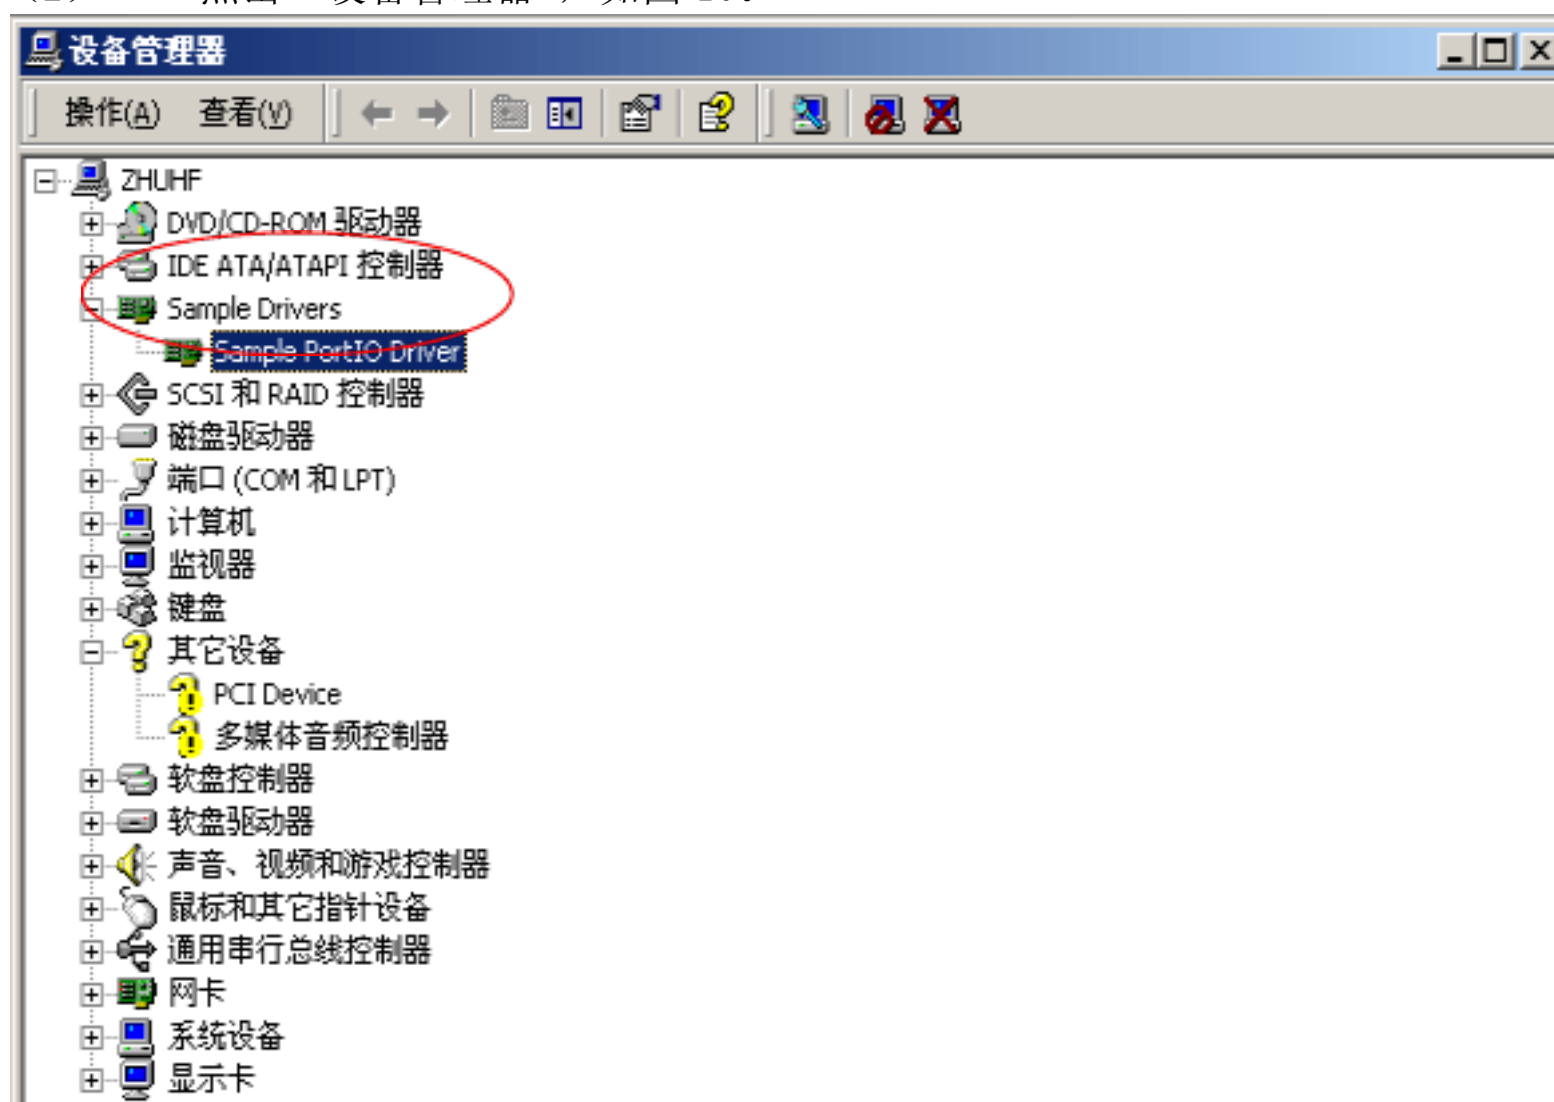 设备管理器
操作(A) 查看(V)
ZHUHF
DVD/CD-ROM 驱动器
IDE ATA/ATAPI 控制器
Sample Drivers
Sample PortIO Driver
SCSI 和 RAID 控制器
磁盘驱动器
端口 (COM 和 LPT)
计算机
监视器
键盘
其它设备
PCI Device
多媒体音频控制器
软盘控制器
软盘驱动器
声音、视频和游戏控制器
鼠标和其它指针设备
通用串行总线控制器
网卡
系统设备
显示卡